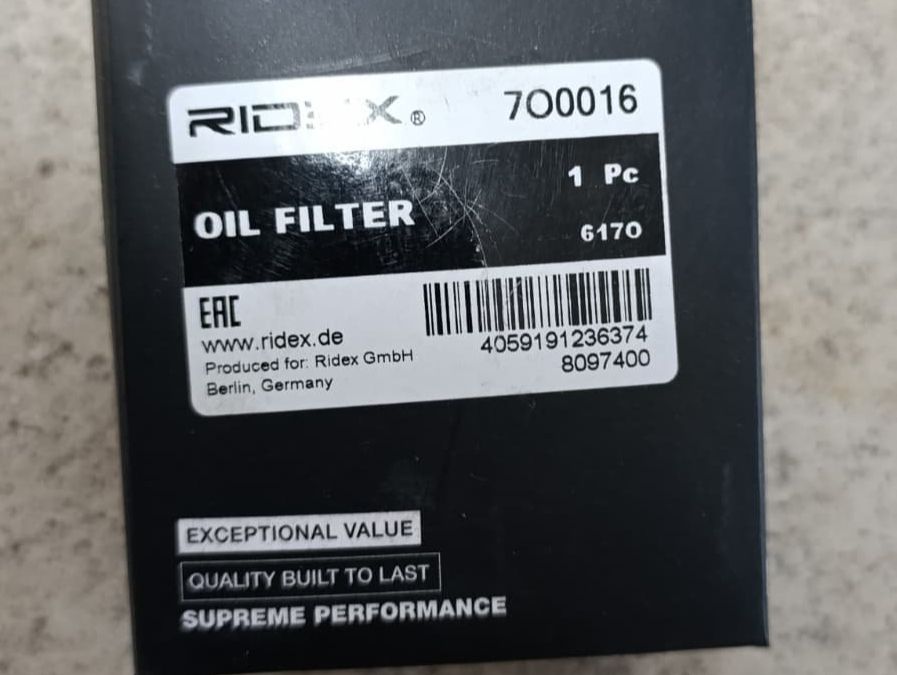 RIDEX® 7O0016
1 Pc
OIL FILTER
6170
EAC
www.ridex.de
Produced for: Ridex GmbH
Berlin, Germany
4059191236374
8097400
EXCEPTIONAL VALUE
QUALITY BUILT TO LAST
SUPREME PERFORMANCE